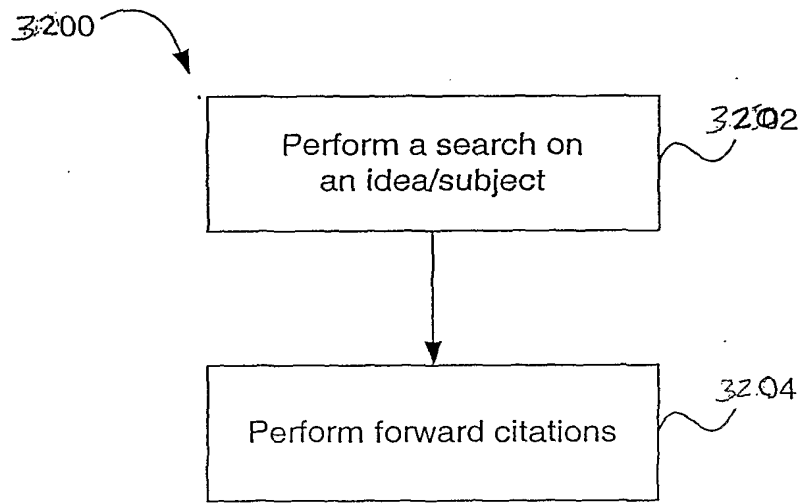 3200
3202
Perform a search on
an idea/subject
3204
Perform forward citations